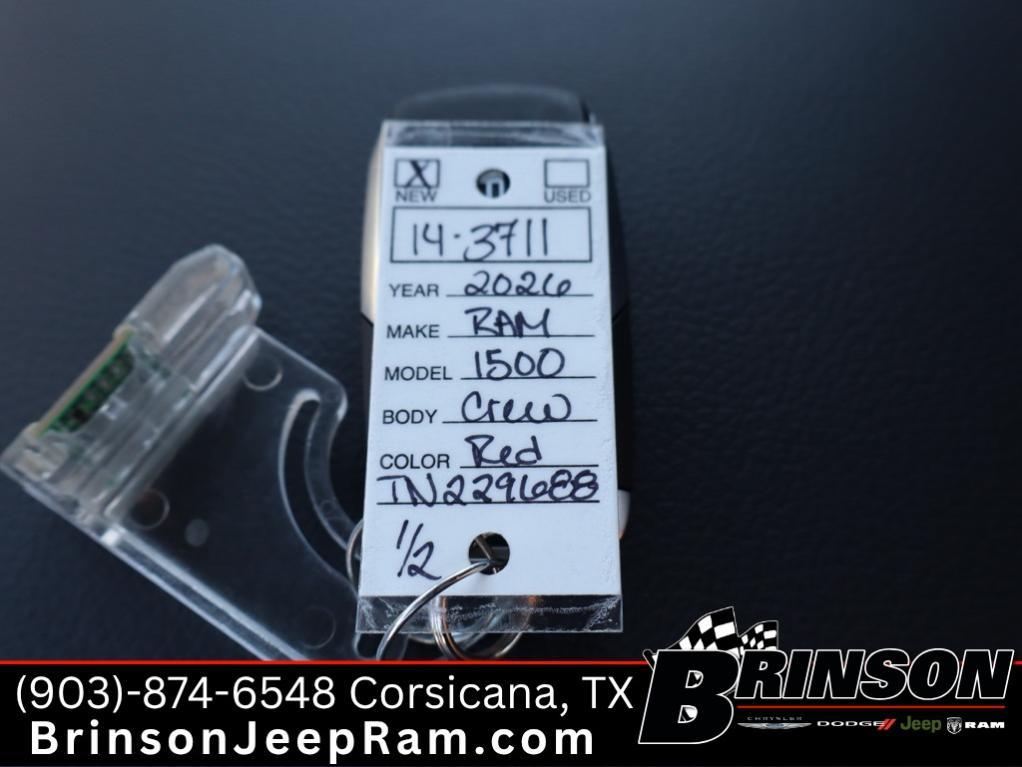 X
NEW USED
14-3711
YEAR 2026
MAKE RAM
MODEL 1500
BODY Crew
COLOR Red
TN229688
1/2
(903)-874-6548 Corsicana, TX
BrinsonJeepRam.com
BRINSON
CHRYSLER DODGE Jeep RAM